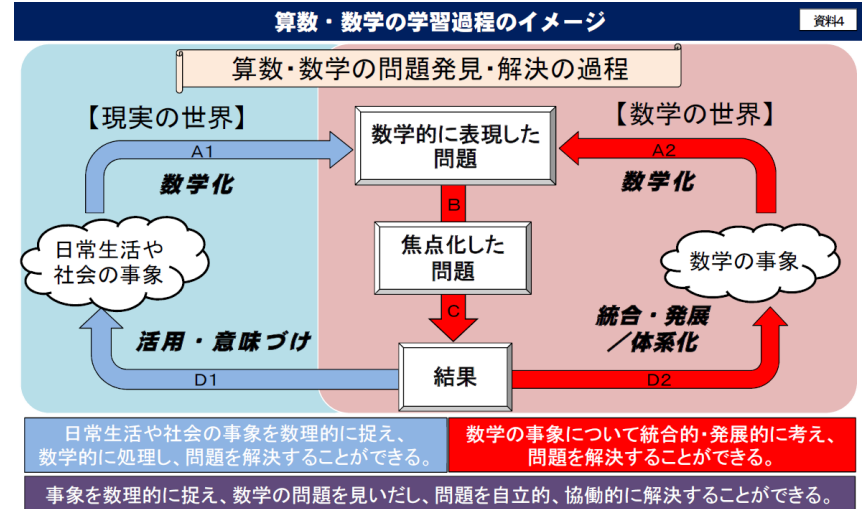 算数・数学の学習過程のイメージ
資料4
算数・数学の問題発見・解決の過程
【現実の世界】
【数学の世界】
A1
数学化
数学的に表現した
問題
A2
数学化
B
日常生活や
社会の事象
焦点化した
問題
数学の事象
C
活用・意味づけ
統合・発展
／体系化
D1
結果
D2
日常生活や社会の事象を数理的に捉え、
数学的に処理し、問題を解決することができる。
数学の事象について統合的・発展的に考え、
問題を解決することができる。
事象を数理的に捉え、数学の問題を見いだし、問題を自立的、協働的に解決することができる。